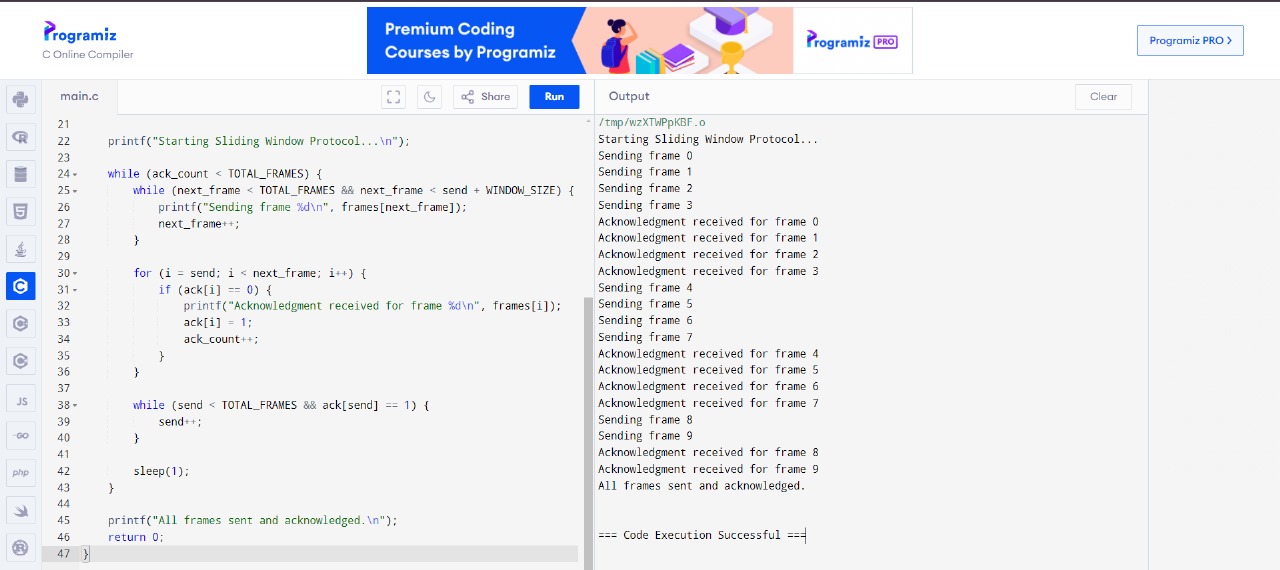 Programiz
C Online Compiler
Premium Coding
Courses by Programiz
Programiz PRO
Programiz PRO >
main.c
Share
Run
Output
Clear
21
22 printf("Starting Sliding Window Protocol...\n");
23
24 while (ack_count < TOTAL_FRAMES) {
25 while (next_frame < TOTAL_FRAMES && next_frame < send + WINDOW_SIZE) {
26 printf("Sending frame %d\n", frames[next_frame]);
27 next_frame++;
28 }
29
30 for (i = send; i < next_frame; i++) {
31 if (ack[i] == 0) {
32 printf("Acknowledgment received for frame %d\n", frames[i]);
33 ack[i] = 1;
34 ack_count++;
35 }
36 }
37
38 while (send < TOTAL_FRAMES && ack[send] == 1) {
39 send++;
40 }
41
42 sleep(1);
43 }
44
45 printf("All frames sent and acknowledged.\n");
46 return 0;
47 }
/tmp/wzXTWPpKBF.o
Starting Sliding Window Protocol...
Sending frame 0
Sending frame 1
Sending frame 2
Sending frame 3
Acknowledgment received for frame 0
Acknowledgment received for frame 1
Acknowledgment received for frame 2
Acknowledgment received for frame 3
Sending frame 4
Sending frame 5
Sending frame 6
Sending frame 7
Acknowledgment received for frame 4
Acknowledgment received for frame 5
Acknowledgment received for frame 6
Acknowledgment received for frame 7
Sending frame 8
Sending frame 9
Acknowledgment received for frame 8
Acknowledgment received for frame 9
All frames sent and acknowledged.
=== Code Execution Successful ===
JS
GO
php